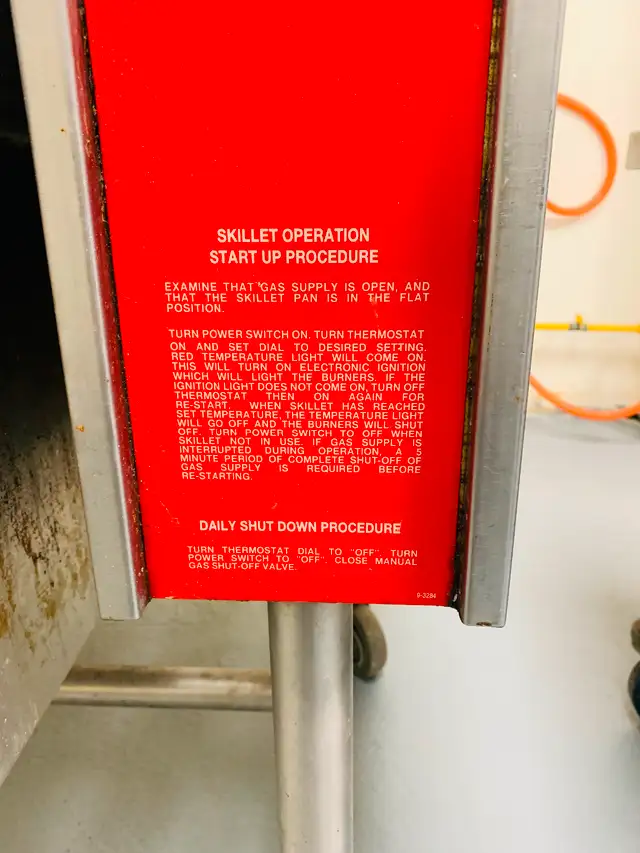 SKILLET OPERATION
START UP PROCEDURE
EXAMINE THAT GAS SUPPLY IS OPEN, AND
THAT THE SKILLET PAN IS IN THE FLAT
POSITION.
TURN POWER SWITCH ON. TURN THERMOSTAT
ON AND SET DIAL TO DESIRED SETTING.
RED TEMPERATURE LIGHT WILL COME ON.
THIS WILL TURN ON ELECTRONIC IGNITION
WHICH WILL LIGHT THE BURNERS. IF THE
IGNITION LIGHT DOES NOT COME ON, TURN OFF
THERMOSTAT THEN ON AGAIN FOR
RE-START. WHEN SKILLET HAS REACHED
SET TEMPERATURE, THE TEMPERATURE LIGHT
WILL GO OFF AND THE BURNERS WILL SHUT
OFF. TURN POWER SWITCH TO OFF WHEN
SKILLET NOT IN USE. IF GAS SUPPLY IS
INTERRUPTED DURING OPERATION, A 5
MINUTE PERIOD OF COMPLETE SHUT-OFF OF
GAS SUPPLY IS REQUIRED BEFORE
RE-STARTING.
DAILY SHUT DOWN PROCEDURE
TURN THERMOSTAT DIAL TO "OFF". TURN
POWER SWITCH TO "OFF". CLOSE MANUAL
GAS SHUT-OFF VALVE.
9-3284